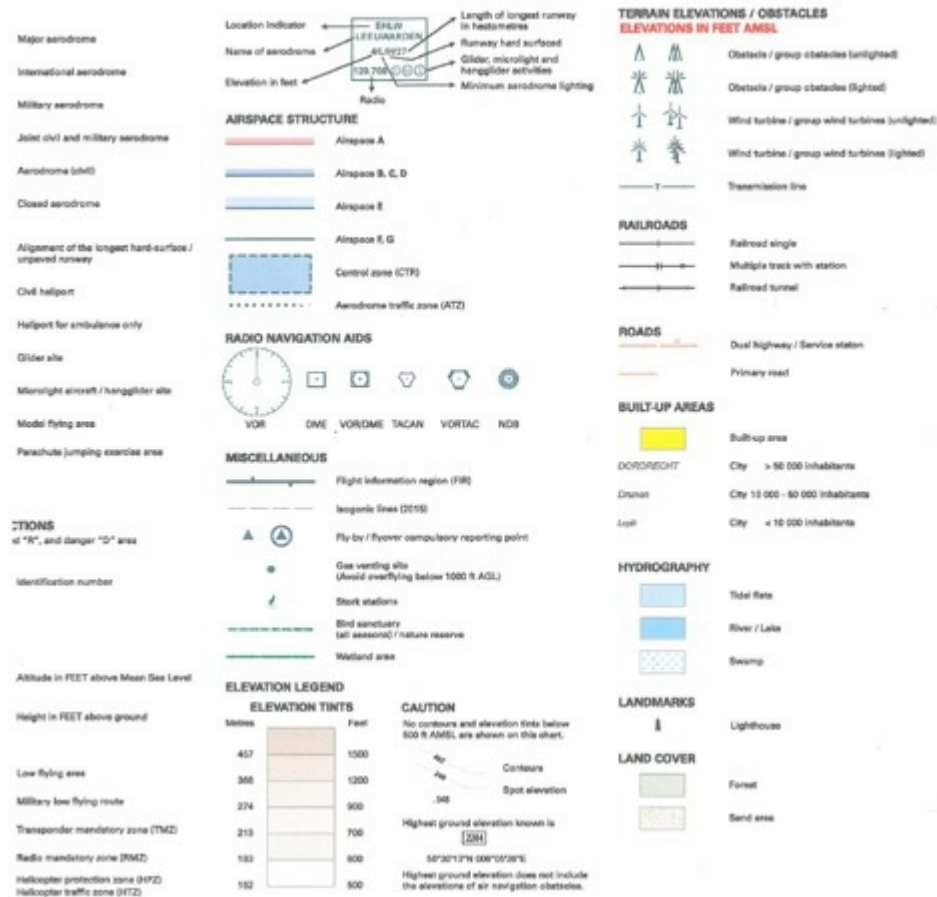 Major aerodrome
International aerodrome
Military aerodrome
Joint civil and military aerodrome
Aerodrome (civil)
Closed aerodrome
Alignment of the longest hard-surface /
unpaved runway
Civil heliport
Heliport for ambulance only
Glider site
Microlight aircraft / hangglider site
Model flying area
Parachute jumping exercise area
CTIONS
"R", and danger "D" area
Identification number
Altitude in FEET above Mean Sea Level
Height in FEET above ground
Low flying area
Military low flying route
Transponder mandatory zone (TMZ)
Radio mandatory zone (RMZ)
Helicopter protection zone (HPZ)
Helicopter traffic zone (HTZ)
Location indicator
Name of aerodrome
Elevation in feet
EHLW
LEEUWARDEN
Radio
Length of longest runway
in hectometres
Runway hard surfaced
Glider, microlight and
hangglider activities
Minimum aerodrome lighting
AIRSPACE STRUCTURE
Airspace A
Airspace B, C, D
Airspace E
Airspace F, G
Control zone (CTR)
Aerodrome traffic zone (ATZ)
RADIO NAVIGATION AIDS
VOR DME VOR/DME TACAN VORTAC NDB
MISCELLANEOUS
Flight information region (FIR)
Isogonic lines (2015)
Fly-by / flyover compulsory reporting point
Gas venting site
(Avoid overflying below 1000 ft AGL)
Stork stations
Bird sanctuary
(all seasons) / nature reserve
Wetland area
ELEVATION LEGEND
ELEVATION TINTS
Metres Feet
457 1500
366 1200
274 900
213 700
183 600
152 500
CAUTION
No contours and elevation tints below
500 ft AMSL are shown on this chart.
Contours
Spot elevation
Highest ground elevation known is
2264
50°30'13"N 006°05'38"E
Highest ground elevation does not include
the elevations of air navigation obstacles.
TERRAIN ELEVATIONS / OBSTACLES
ELEVATIONS IN FEET AMSL
Obstacle / group obstacles (unlighted)
Obstacle / group obstacles (lighted)
Wind turbine / group wind turbines (unlighted)
Wind turbine / group wind turbines (lighted)
T Transmission line
RAILROADS
Railroad single
Multiple track with station
Railroad tunnel
ROADS
Dual highway / Service staton
Primary road
BUILT-UP AREAS
Built-up area
DORDRECHT City > 50 000 inhabitants
Drunen City 10 000 - 50 000 inhabitants
City < 10 000 inhabitants
HYDROGRAPHY
Tidal flats
River / Lake
Swamp
LANDMARKS
Lighthouse
LAND COVER
Forest
Sand area